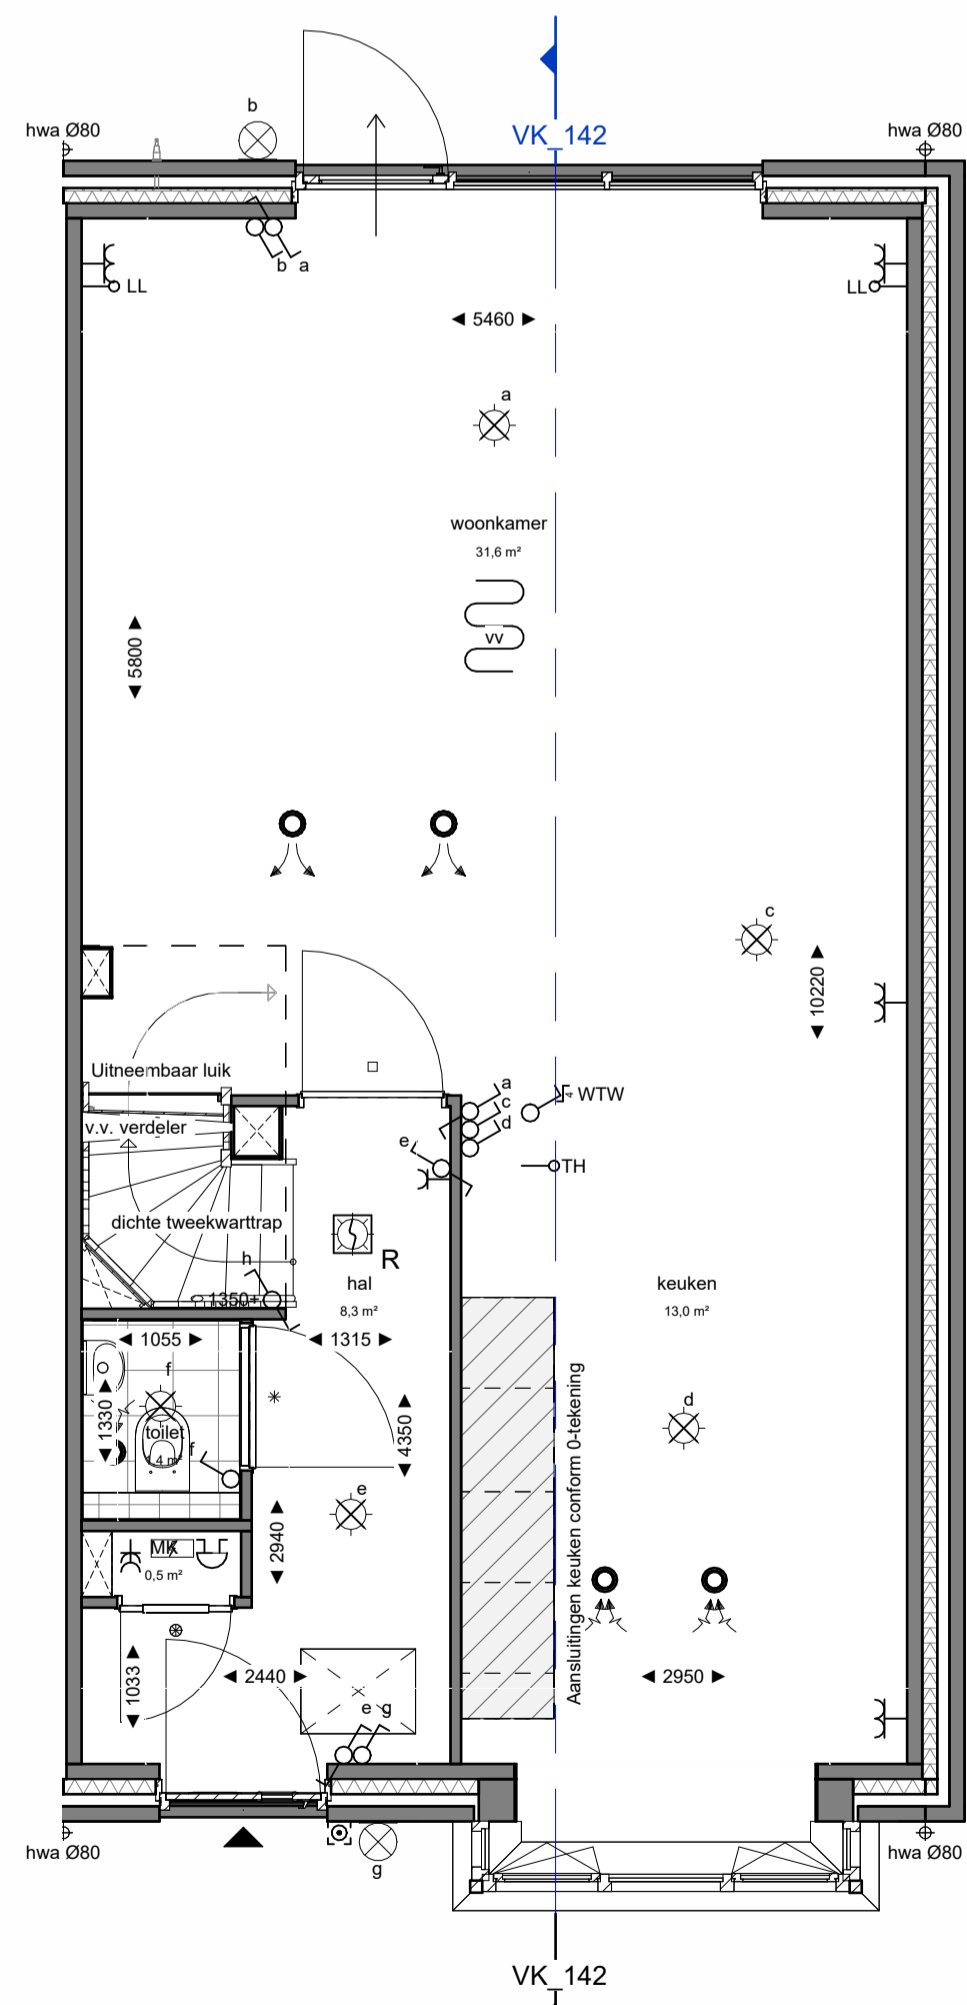 b
hwa Ø80
VK_142
hwa Ø80
b a
LL
LL
5460
a
woonkamer
31,6 m²
vv
5800
c
10220
Uitneembaar luik
v.v. verdeler
a
c
d
WTW
e
TH
dichte tweekwarttrap
h
R
1350+
hal
8,3 m²
keuken
13,0 m²
1055
1315
f
1330
toilet
f
4350
Aansluitingen keuken conform 0-tekening
d
e
2940
MK
0,5 m²
1033
2440
2950
e g
hwa Ø80
g
hwa Ø80
VK_142